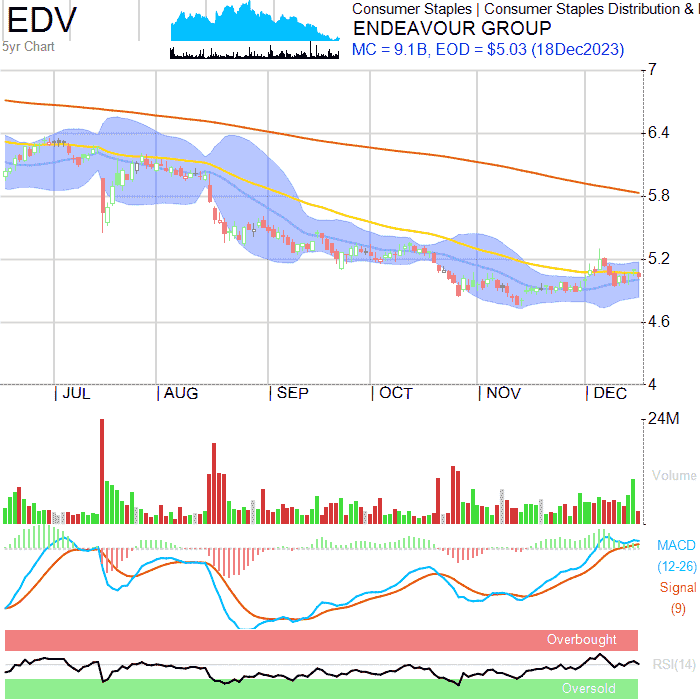 EDV
5yr Chart
Consumer Staples | Consumer Staples Distribution &
ENDEAVOUR GROUP
MC = 9.1B, EOD = $5.03 (18Dec2023)
7
6.4
5.8
5.2
4.6
4
JUL AUG SEP OCT NOV DEC
24M
Volume
MACD
(12-26)
Signal
(9)
Overbought
RSI(14)
Oversold